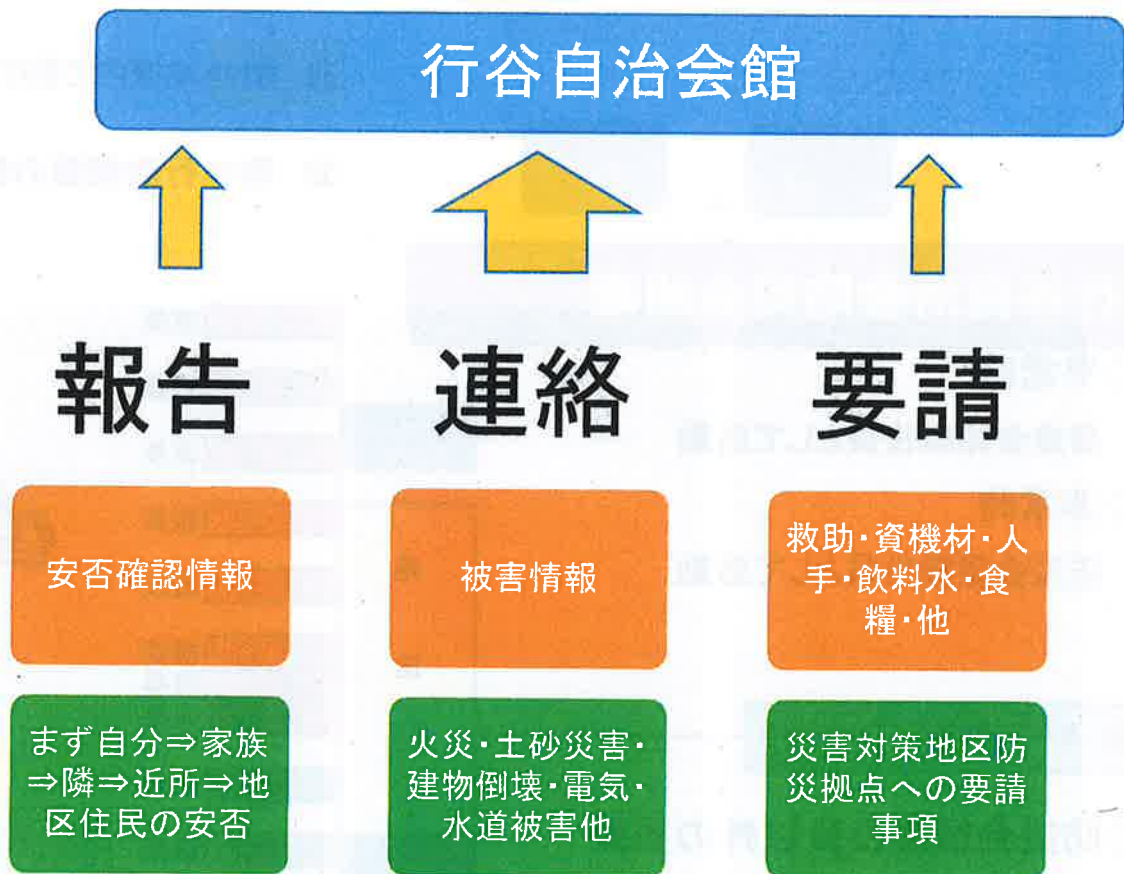 行谷自治会館
報告
連絡
要請
安否確認情報
被害情報
救助・資機材・人
手・飲料水・食
糧・他
まず自分⇒家族
⇒隣⇒近所⇒地
区住民の安否
火災・土砂災害・
建物倒壊・電気・
水道被害他
災害対策地区防
災拠点への要請
事項